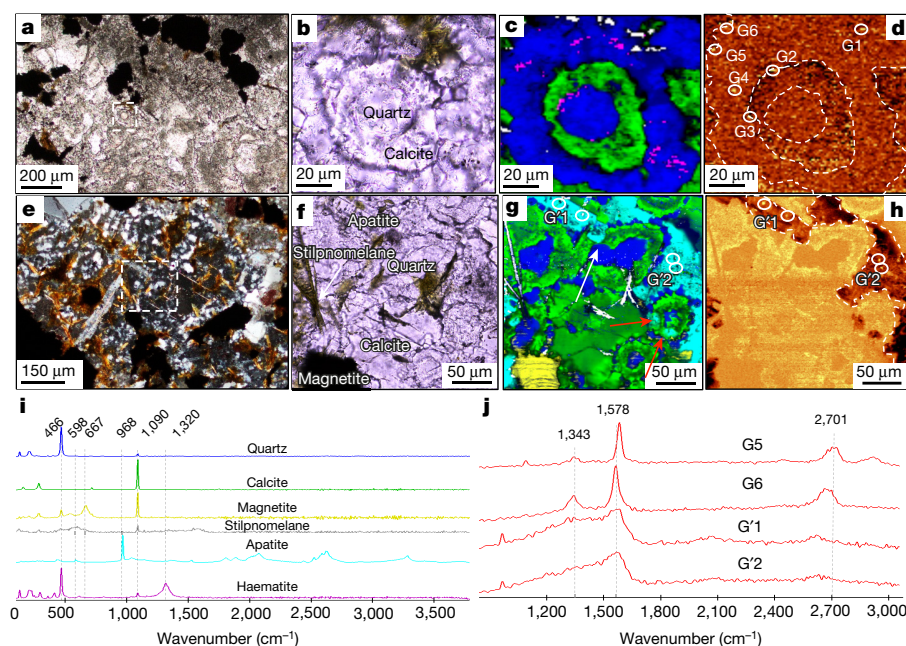 a
200 μm
b
Quartz
Calcite
20 μm
c
20 μm
d
G6
G1
G5
G2
G4
G3
20 μm
e
150 μm
f
Apatite
Stilpnomelane
Quartz
Calcite
Magnetite
50 μm
g
G′1
G′2
50 μm
h
G′1
G′2
50 μm
i
466
598
667
968
1,090
1,320
Quartz
Calcite
Magnetite
Stilpnomelane
Apatite
Haematite
0 500 1,000 1,500 2,000 2,500 3,000 3,500
Wavenumber (cm⁻¹)
j
1,343
1,578
2,701
G5
G6
G′1
G′2
1,200 1,500 1,800 2,100 2,400 2,700 3,000
Wavenumber (cm⁻¹)